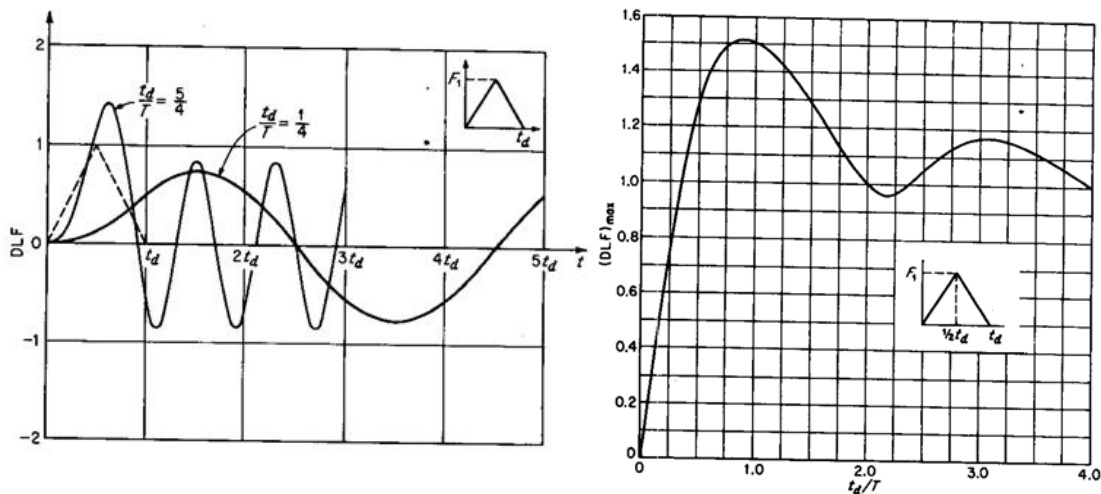 2
1
0
-1
-2
DLF
t_d/T = 5/4
t_d/T = 1/4
F₁
t_d
t_d
2t_d
3t_d
4t_d
5t_d
t
1.6
1.4
1.2
1.0
0.8
0.6
0.4
0.2
0
(DLF)max
F₁
½t_d
t_d
0
1.0
2.0
3.0
4.0
t_d/T